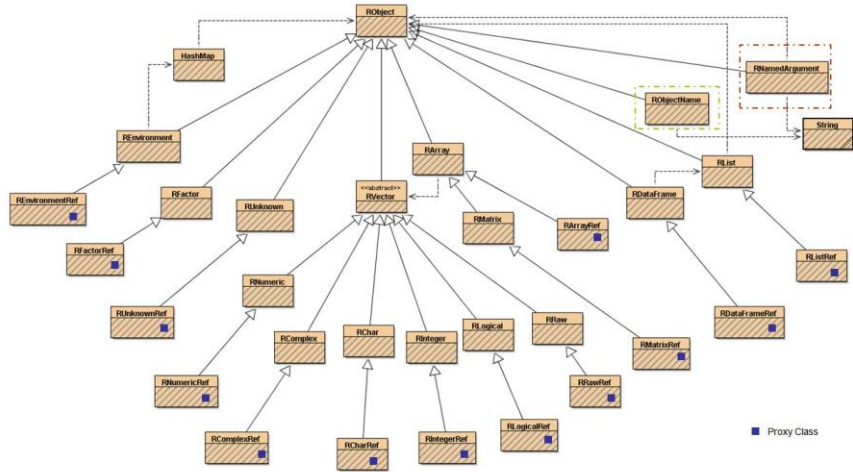 RObject
HashMap
RNamedArgument
RObjectName
String
REnvironment
RArray
RList
<<abstract>>
RVector
REnvironmentRef
RFactor
RUnknown
RMatrix
RArrayRef
RDataFrame
RFactorRef
RListRef
RNumeric
RUnknownRef
RComplex
RChar
RInteger
RLogical
RRaw
RDataFrameRef
RMatrixRef
RNumericRef
RRawRef
RComplexRef
RCharRef
RIntegerRef
RLogicalRef
Proxy Class